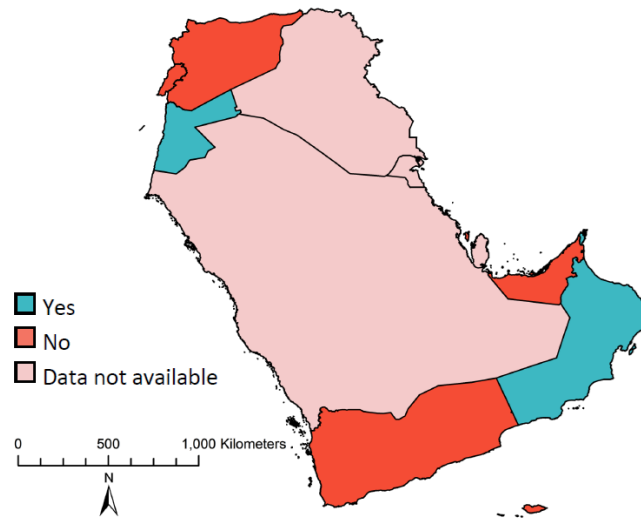 Yes
No
Data not available
0 500 1,000 Kilometers
N